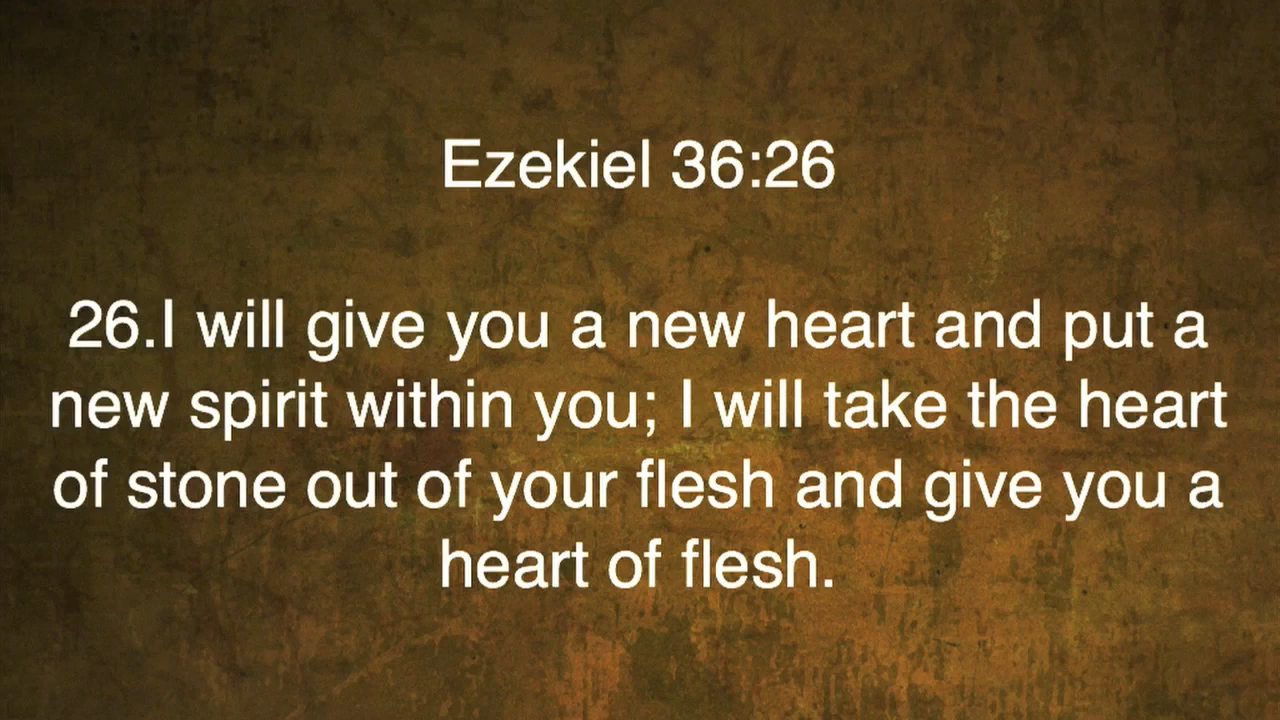 Ezekiel 36:26
26.I will give you a new heart and put a
new spirit within you; I will take the heart
of stone out of your flesh and give you a
heart of flesh.